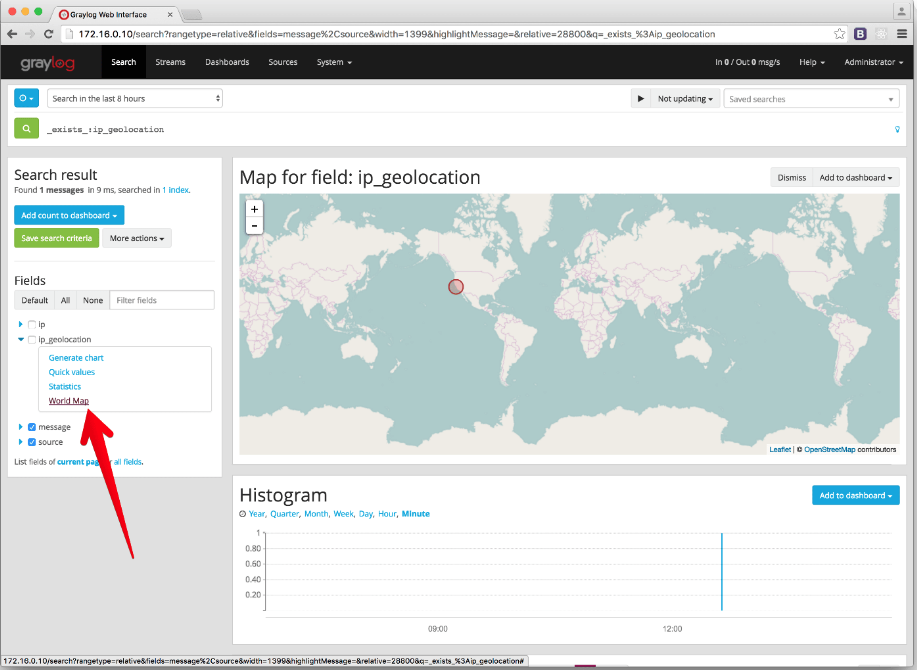 Graylog Web Interface
172.16.0.10/search?rangetype=relative&fields=message%2Csource&width=1399&highlightMessage=&relative=28800&q=_exists_%3Aip_geolocation
graylog Search Streams Dashboards Sources System In 0 / Out 0 msg/s Help Administrator
Search in the last 8 hours Not updating Saved searches
_exists_:ip_geolocation
Search result
Found 1 messages in 9 ms, searched in 1 index.
Add count to dashboard
Save search criteria More actions
Fields
Default All None Filter fields
ip
ip_geolocation
Generate chart
Quick values
Statistics
World Map
message
source
List fields of current page all fields.
Map for field: ip_geolocation Dismiss Add to dashboard
+
-
Leaflet | © OpenStreetMap contributors
Histogram Add to dashboard
Year, Quarter, Month, Week, Day, Hour, Minute
1
0.80
0.60
0.40
0.20
09:00 12:00
172.16.0.10/search?rangetype=relative&fields=message%2Csource&width=1399&highlightMessage=&relative=28800&q=_exists_%3Aip_geolocation#